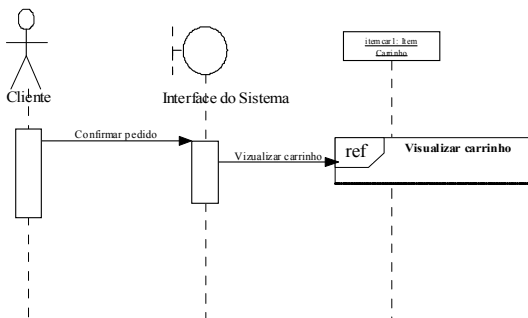 itemcar1: Item
Carrinho
Cliente
Interface do Sistema
Confirmar pedido
Vizualizar carrinho
ref
Visualizar carrinho